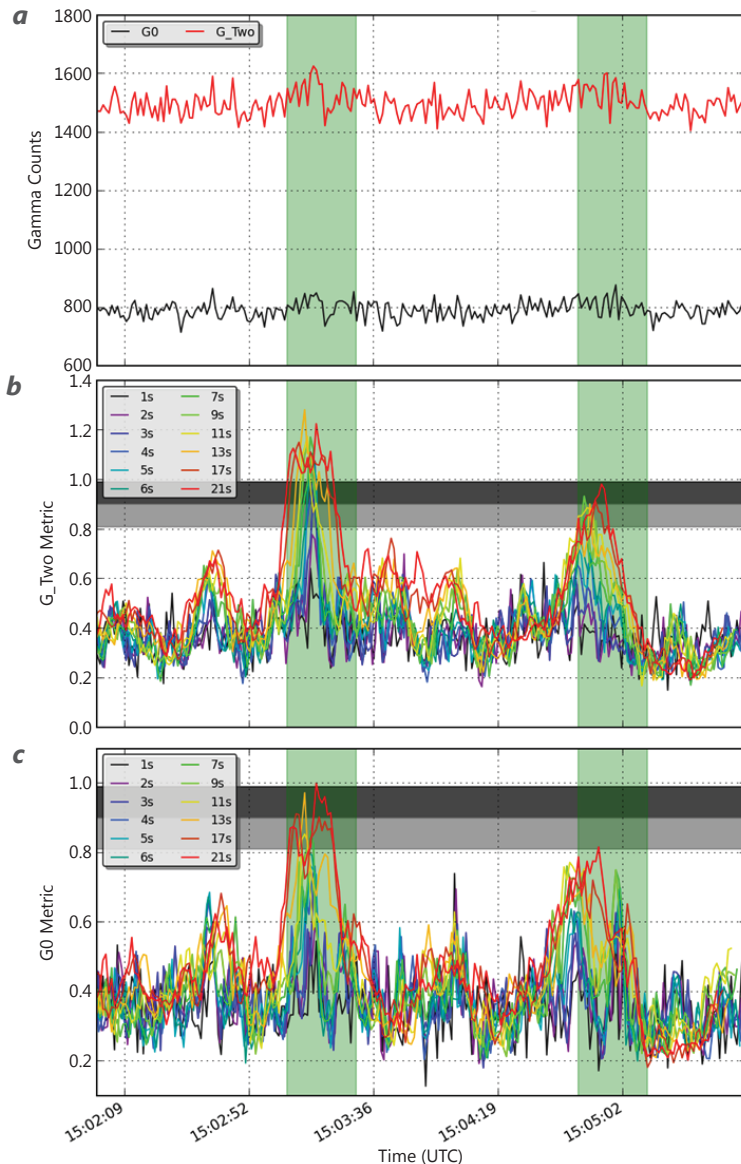 a
1800
G0 G_Two
1600
1400
1200
1000
800
600
Gamma Counts
b
1.4
1s 7s
2s 9s
3s 11s
4s 13s
5s 17s
6s 21s
1.2
1.0
0.8
0.6
0.4
0.2
0.0
G_Two Metric
c
1s 7s
2s 9s
3s 11s
4s 13s
5s 17s
6s 21s
1.0
0.8
0.6
0.4
0.2
G0 Metric
15:02:09 15:02:52 15:03:36 15:04:19 15:05:02
Time (UTC)